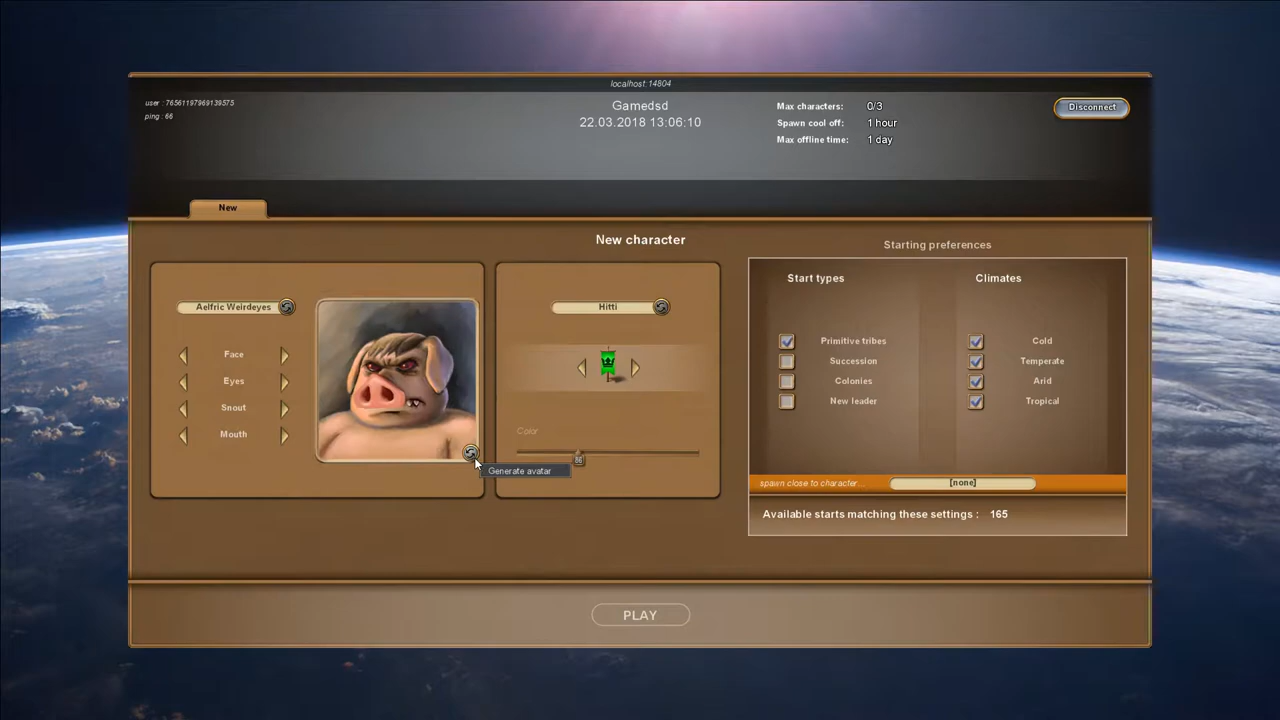 localhost:14804
user : 76561197969139575
ping : 66
Gamedsd
22.03.2018 13:06:10
Max characters: 0/3
Spawn cool off: 1 hour
Max offline time: 1 day
Disconnect
New
New character
Aelfric Weirdeyes
Face
Eyes
Snout
Mouth
Generate avatar
Hitti
Color
86
Starting preferences
Start types
Primitive tribes
Succession
Colonies
New leader
Climates
Cold
Temperate
Arid
Tropical
spawn close to character... [none]
Available starts matching these settings : 165
PLAY